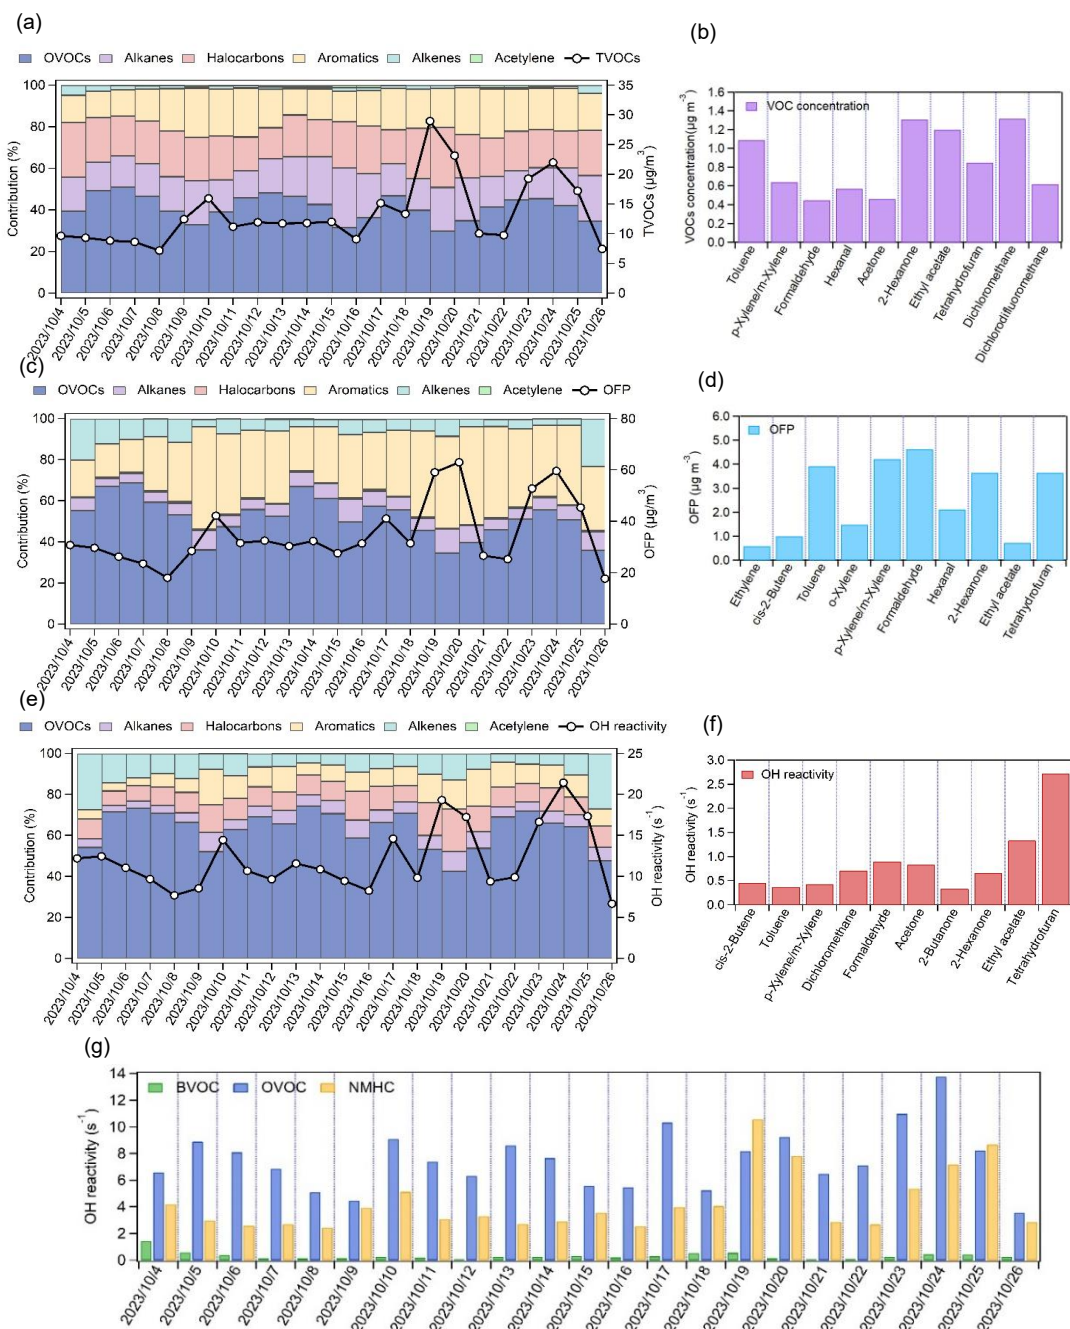 (a)
OVOCs Alkanes Halocarbons Aromatics Alkenes Acetylene TVOCs
Contribution (%)
100
80
60
40
20
0
35
30
25
20
15
10
5
0
TVOCs (μg/m³)
2023/10/4 2023/10/5 2023/10/6 2023/10/7 2023/10/8 2023/10/9 2023/10/10 2023/10/11 2023/10/12 2023/10/13 2023/10/14 2023/10/15 2023/10/16 2023/10/17 2023/10/18 2023/10/19 2023/10/20 2023/10/21 2023/10/22 2023/10/23 2023/10/24 2023/10/25 2023/10/26
(b)
VOC concentration
VOCs concentration(μg m⁻³)
1.6
1.4
1.2
1.0
0.8
0.6
0.4
0.2
0.0
Toluene p-Xylene/m-Xylene Formaldehyde Hexanal Acetone 2-Hexanone Ethyl acetate Tetrahydrofuran Dichloromethane Dichlorodifluoromethane
(c)
OVOCs Alkanes Halocarbons Aromatics Alkenes Acetylene OFP
Contribution (%)
100
80
60
40
20
0
80
60
40
20
0
OFP (μg/m³)
2023/10/4 2023/10/5 2023/10/6 2023/10/7 2023/10/8 2023/10/9 2023/10/10 2023/10/11 2023/10/12 2023/10/13 2023/10/14 2023/10/15 2023/10/16 2023/10/17 2023/10/18 2023/10/19 2023/10/20 2023/10/21 2023/10/22 2023/10/23 2023/10/24 2023/10/25 2023/10/26
(d)
OFP
OFP (μg m⁻³)
6.0
5.0
4.0
3.0
2.0
1.0
0.0
Ethylene cis-2-Butene Toluene o-Xylene p-Xylene/m-Xylene Formaldehyde Hexanal 2-Hexanone Ethyl acetate Tetrahydrofuran
(e)
OVOCs Alkanes Halocarbons Aromatics Alkenes Acetylene OH reactivity
Contribution (%)
100
80
60
40
20
0
25
20
15
10
5
0
OH reactivity (s⁻¹)
2023/10/4 2023/10/5 2023/10/6 2023/10/7 2023/10/8 2023/10/9 2023/10/10 2023/10/11 2023/10/12 2023/10/13 2023/10/14 2023/10/15 2023/10/16 2023/10/17 2023/10/18 2023/10/19 2023/10/20 2023/10/21 2023/10/22 2023/10/23 2023/10/24 2023/10/25 2023/10/26
(f)
OH reactivity
OH reactivity (s⁻¹)
3.0
2.5
2.0
1.5
1.0
0.5
0.0
cis-2-Butene Toluene p-Xylene/m-Xylene Dichloromethane Formaldehyde Acetone 2-Butanone 2-Hexanone Ethyl acetate Tetrahydrofuran
(g)
BVOC OVOC NMHC
OH reactivity (s⁻¹)
14
12
10
8
6
4
2
0
2023/10/4 2023/10/5 2023/10/6 2023/10/7 2023/10/8 2023/10/9 2023/10/10 2023/10/11 2023/10/12 2023/10/13 2023/10/14 2023/10/15 2023/10/16 2023/10/17 2023/10/18 2023/10/19 2023/10/20 2023/10/21 2023/10/22 2023/10/23 2023/10/24 2023/10/25 2023/10/26